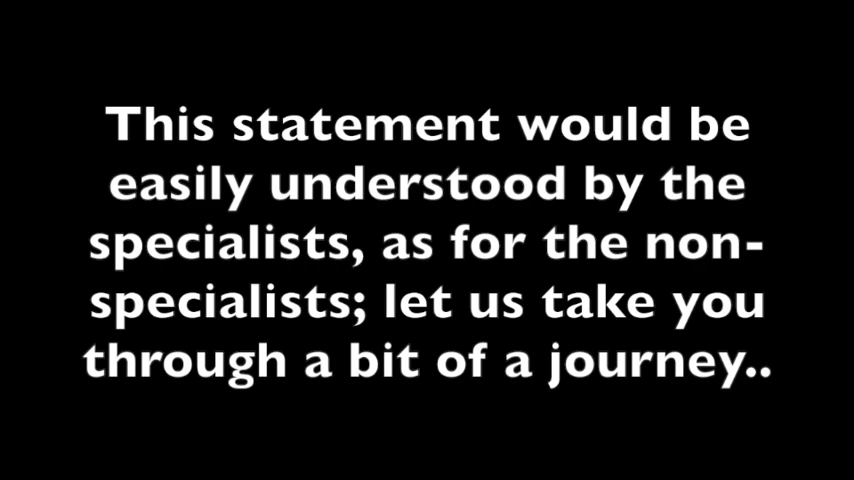 This statement would be
easily understood by the
specialists, as for the non-
specialists; let us take you
through a bit of a journey..